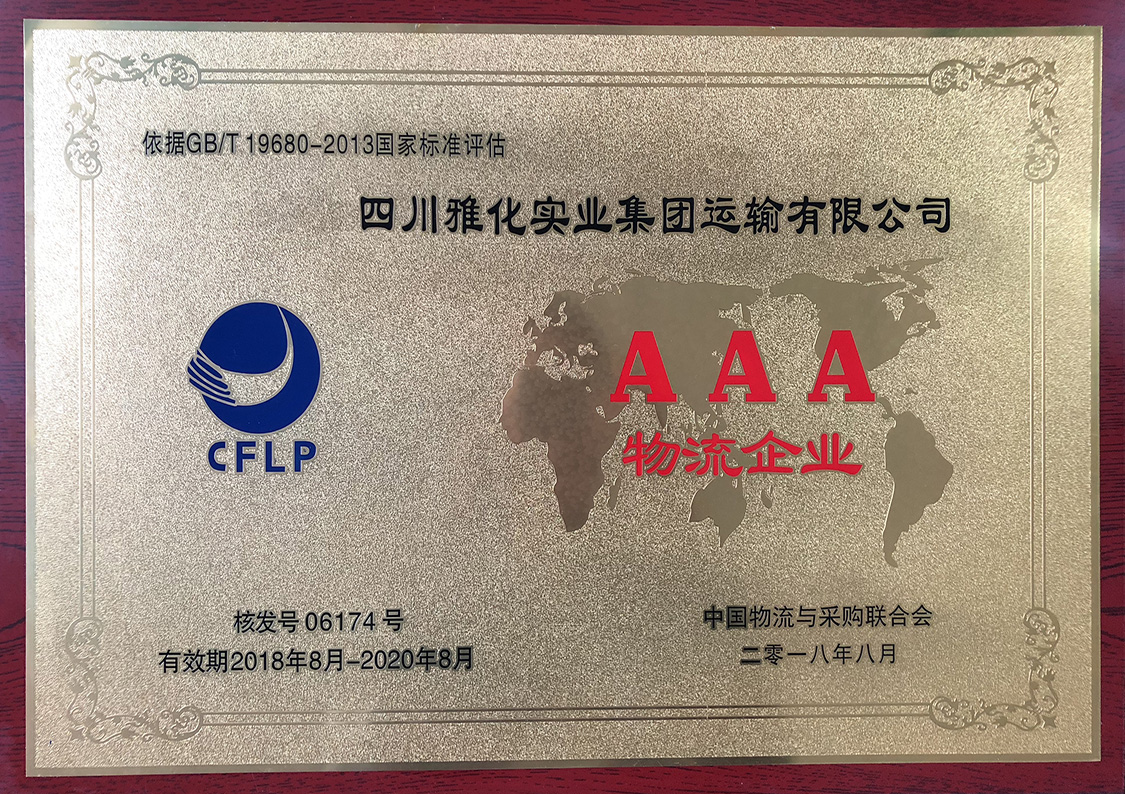 依据GB/T 19680-2013国家标准评估
四川雅化实业集团运输有限公司
AAA
物流企业
CFLP
核发号 06174 号
有效期2018年8月-2020年8月
中国物流与采购联合会
二零一八年八月